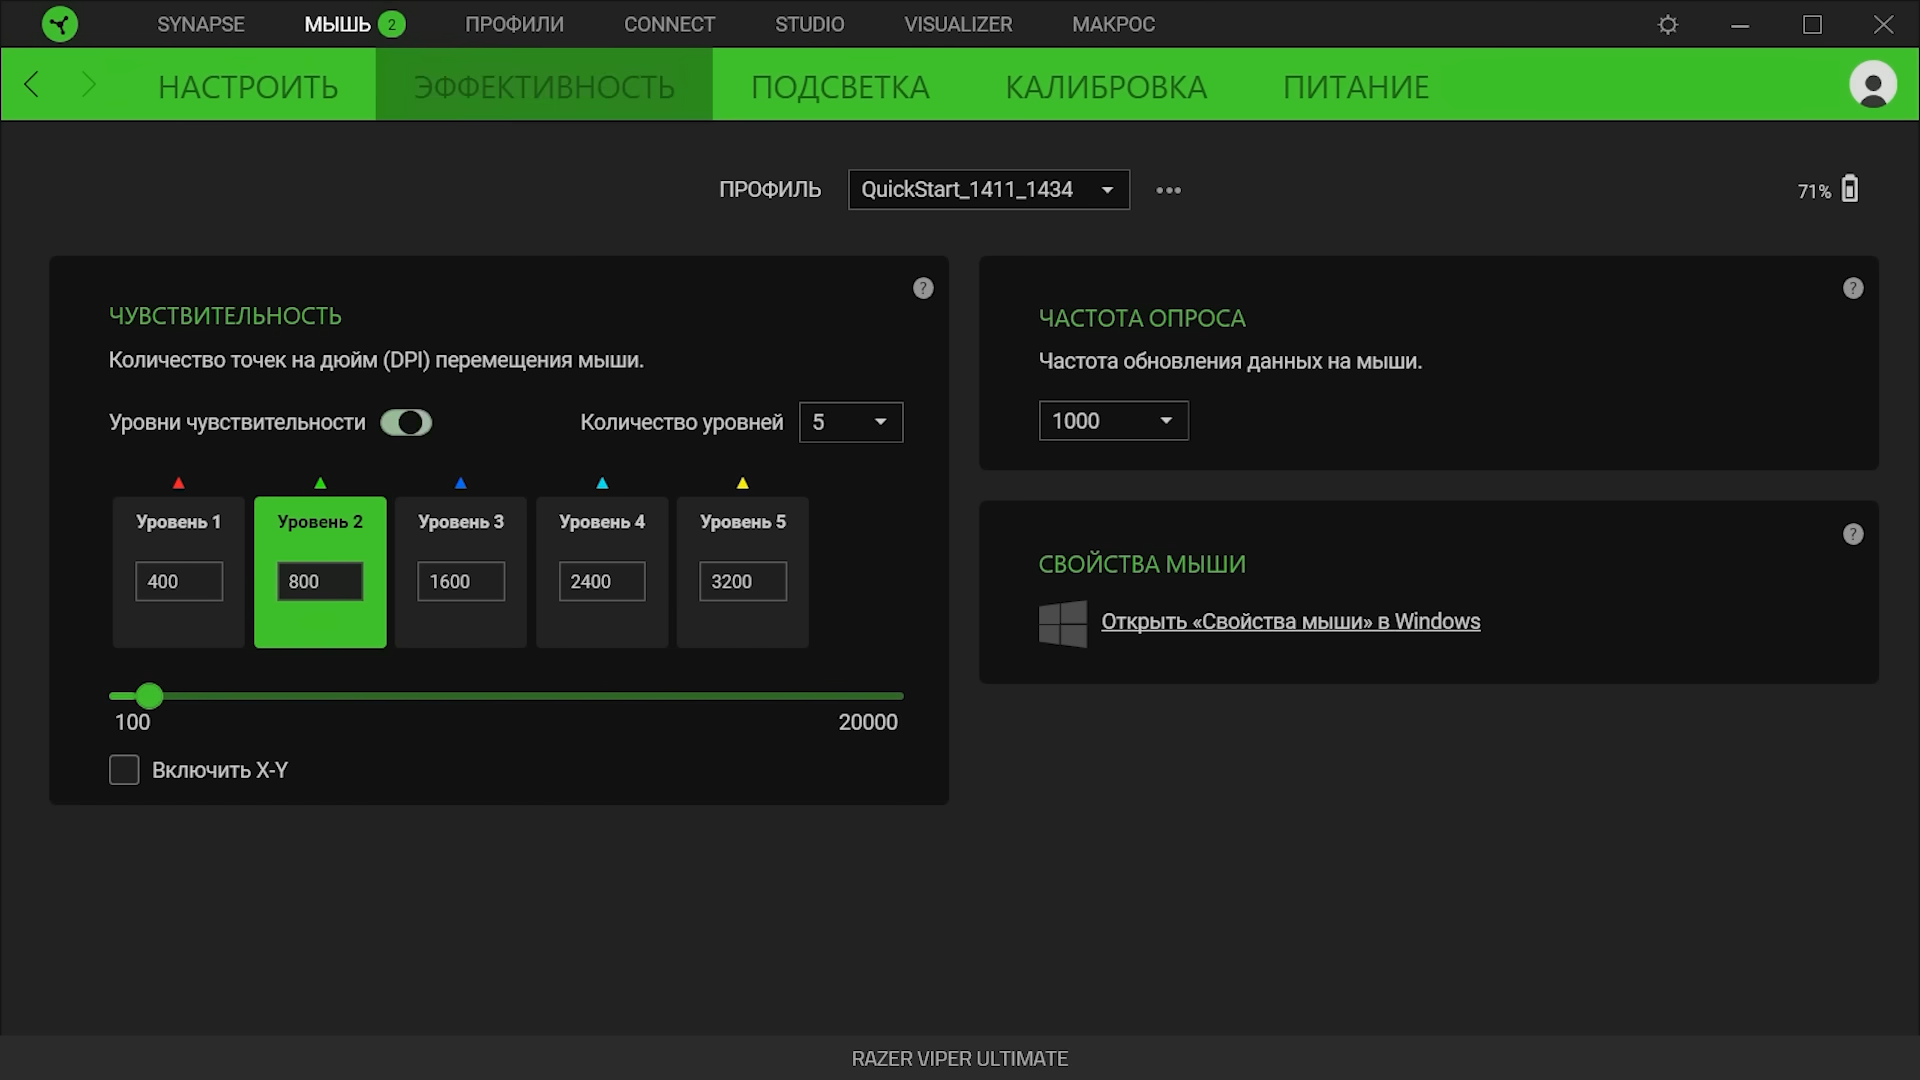 SYNAPSE МЫШЬ 2 ПРОФИЛИ CONNECT STUDIO VISUALIZER МАКРОС
НАСТРОИТЬ ЭФФЕКТИВНОСТЬ ПОДСВЕТКА КАЛИБРОВКА ПИТАНИЕ
ПРОФИЛЬ QuickStart_1411_1434 71%
?
ЧУВСТВИТЕЛЬНОСТЬ
Количество точек на дюйм (DPI) перемещения мыши.
Уровни чувствительности Количество уровней 5
Уровень 1 Уровень 2 Уровень 3 Уровень 4 Уровень 5
400 800 1600 2400 3200
100 20000
Включить X-Y
?
ЧАСТОТА ОПРОСА
Частота обновления данных на мыши.
1000
?
СВОЙСТВА МЫШИ
Открыть «Свойства мыши» в Windows
RAZER VIPER ULTIMATE